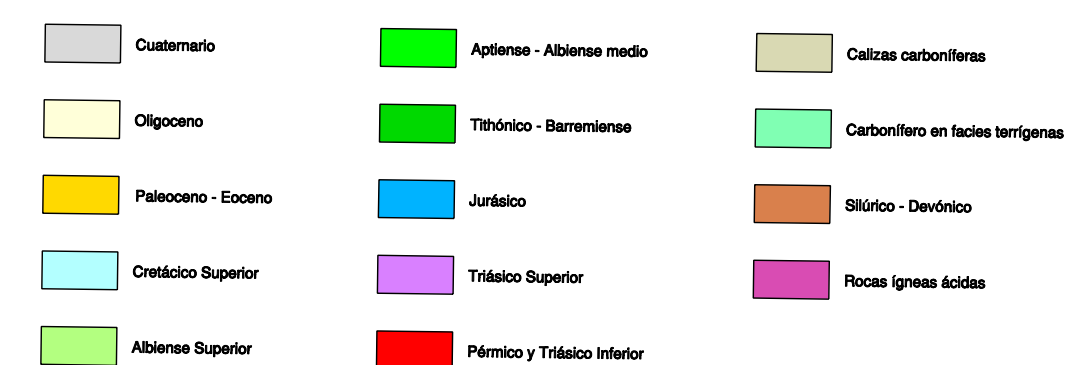 Cuaternario
Oligoceno
Paleoceno - Eoceno
Cretácico Superior
Albiense Superior
Aptiense - Albiense medio
Tithónico - Barremiense
Jurásico
Triásico Superior
Pérmico y Triásico Inferior
Calizas carboníferas
Carbonífero en facies terrígenas
Silúrico - Devónico
Rocas ígneas ácidas